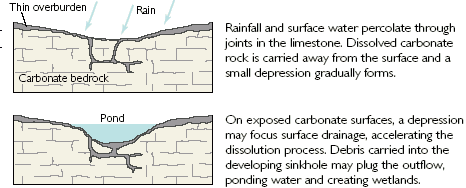 Thin overburden
Rain
Carbonate bedrock
Rainfall and surface water percolate through
joints in the limestone. Dissolved carbonate
rock is carried away from the surface and a
small depression gradually forms.
Pond
On exposed carbonate surfaces, a depression
may focus surface drainage, accelerating the
dissolution process. Debris carried into the
developing sinkhole may plug the outflow,
ponding water and creating wetlands.